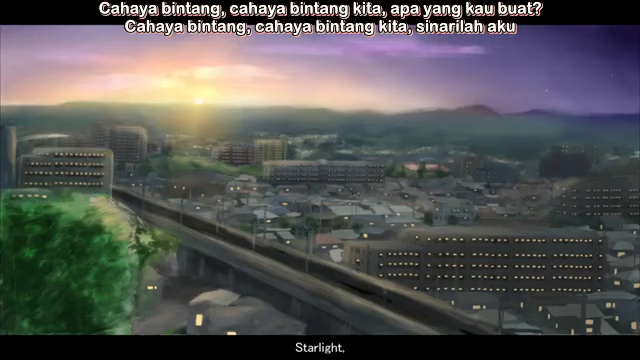 Cahaya bintang, cahaya bintang kita, apa yang kau buat?
Cahaya bintang, cahaya bintang kita, sinarilah aku
Starlight,